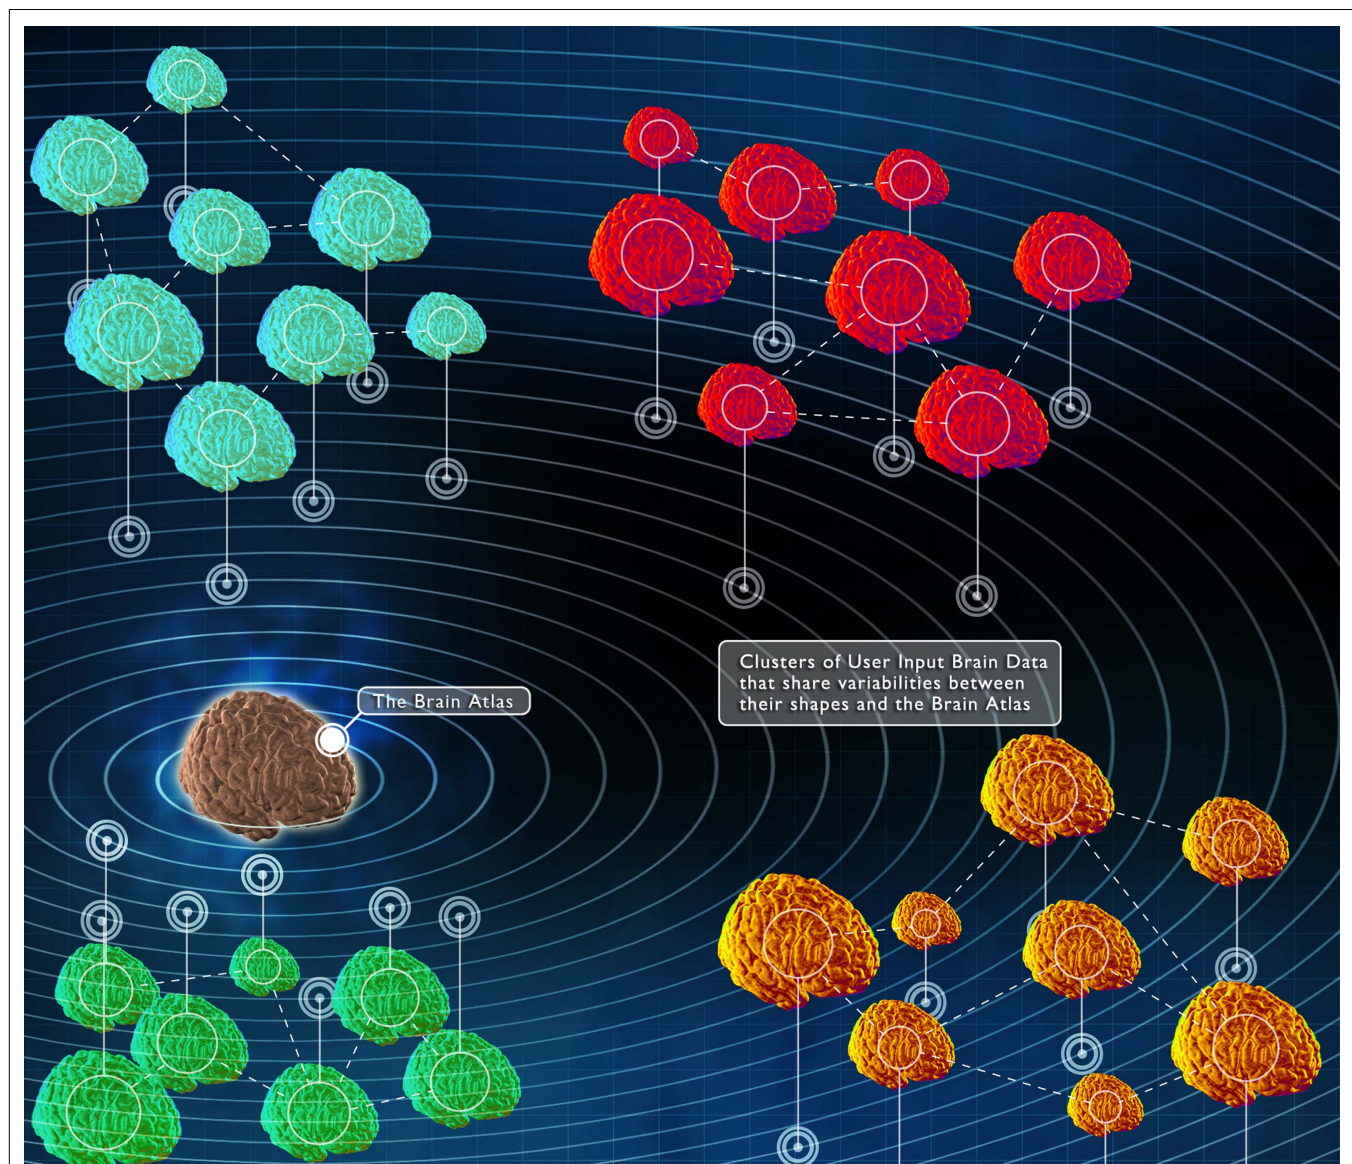 The Brain Atlas
Clusters of User Input Brain Data
that share variabilities between
their shapes and the Brain Atlas